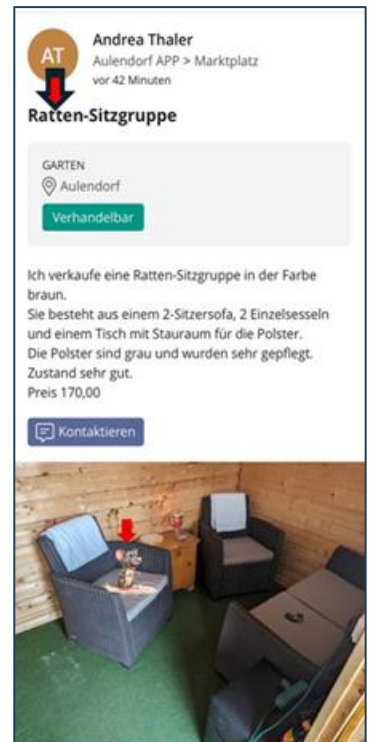 AT
Andrea Thaler
Aulendorf APP > Marktplatz
vor 42 Minuten
Ratten-Sitzgruppe
GARTEN
Aulendorf
Verhandelbar
Ich verkaufe eine Ratten-Sitzgruppe in der Farbe
braun.
Sie besteht aus einem 2-Sitzersofa, 2 Einzelsesseln
und einem Tisch mit Stauraum für die Polster.
Die Polster sind grau und wurden sehr gepflegt.
Zustand sehr gut.
Preis 170,00
Kontaktieren